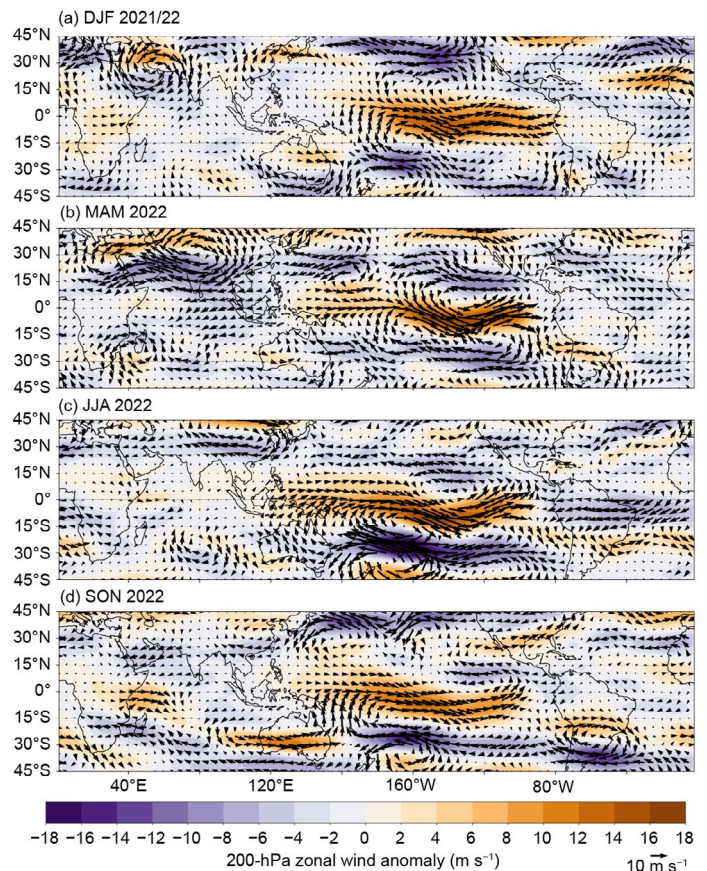 (a) DJF 2021/22
45°N
30°N
15°N
0°
15°S
30°S
45°S
(b) MAM 2022
45°N
30°N
15°N
0°
15°S
30°S
45°S
(c) JJA 2022
45°N
30°N
15°N
0°
15°S
30°S
45°S
(d) SON 2022
45°N
30°N
15°N
0°
15°S
30°S
45°S
40°E 120°E 160°W 80°W
−18 −16 −14 −12 −10 −8 −6 −4 −2 0 2 4 6 8 10 12 14 16 18
200-hPa zonal wind anomaly (m s⁻¹)
10 m s⁻¹